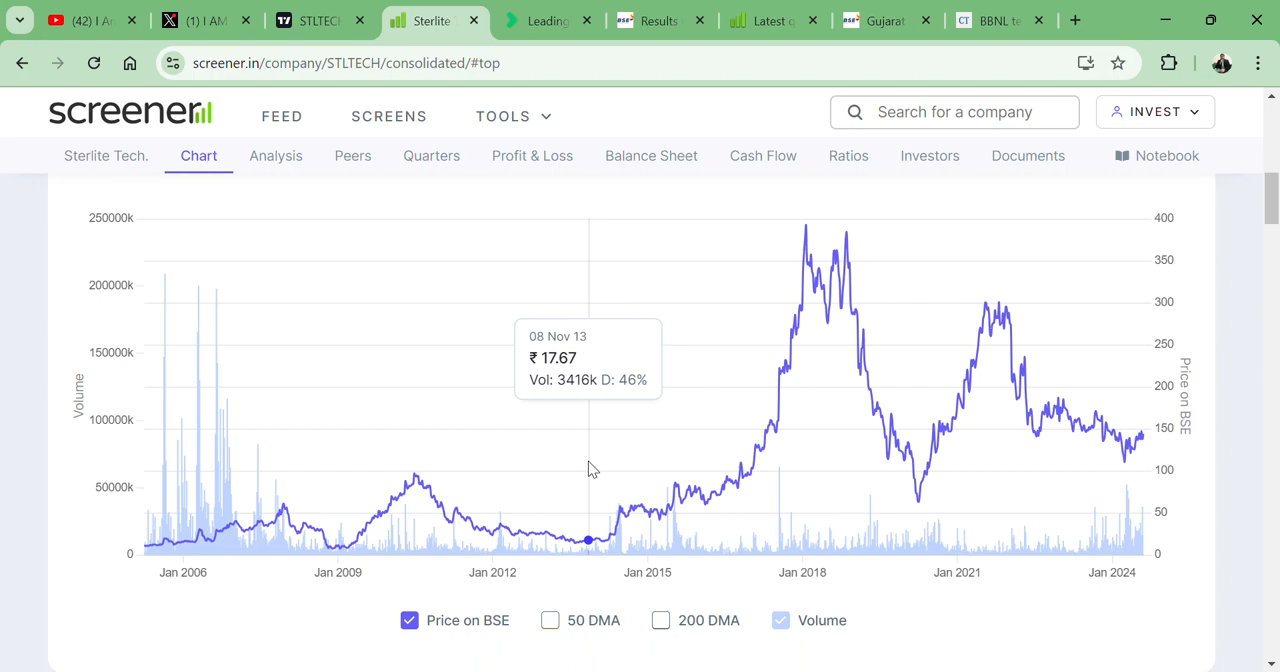 (42) I Ar
(1) I AM
STLTECH
Sterlite T
Leading
BSE Results
Latest q
BSE Gujarat
CT BBNL te
screener.in/company/STLTECH/consolidated/#top
screener
FEED
SCREENS
TOOLS
Search for a company
INVEST
Sterlite Tech.
Chart
Analysis
Peers
Quarters
Profit & Loss
Balance Sheet
Cash Flow
Ratios
Investors
Documents
Notebook
250000k
200000k
150000k
100000k
50000k
0
Volume
08 Nov 13
₹ 17.67
Vol: 3416k D: 46%
400
350
300
250
200
150
100
50
0
Price on BSE
Jan 2006
Jan 2009
Jan 2012
Jan 2015
Jan 2018
Jan 2021
Jan 2024
Price on BSE
50 DMA
200 DMA
Volume